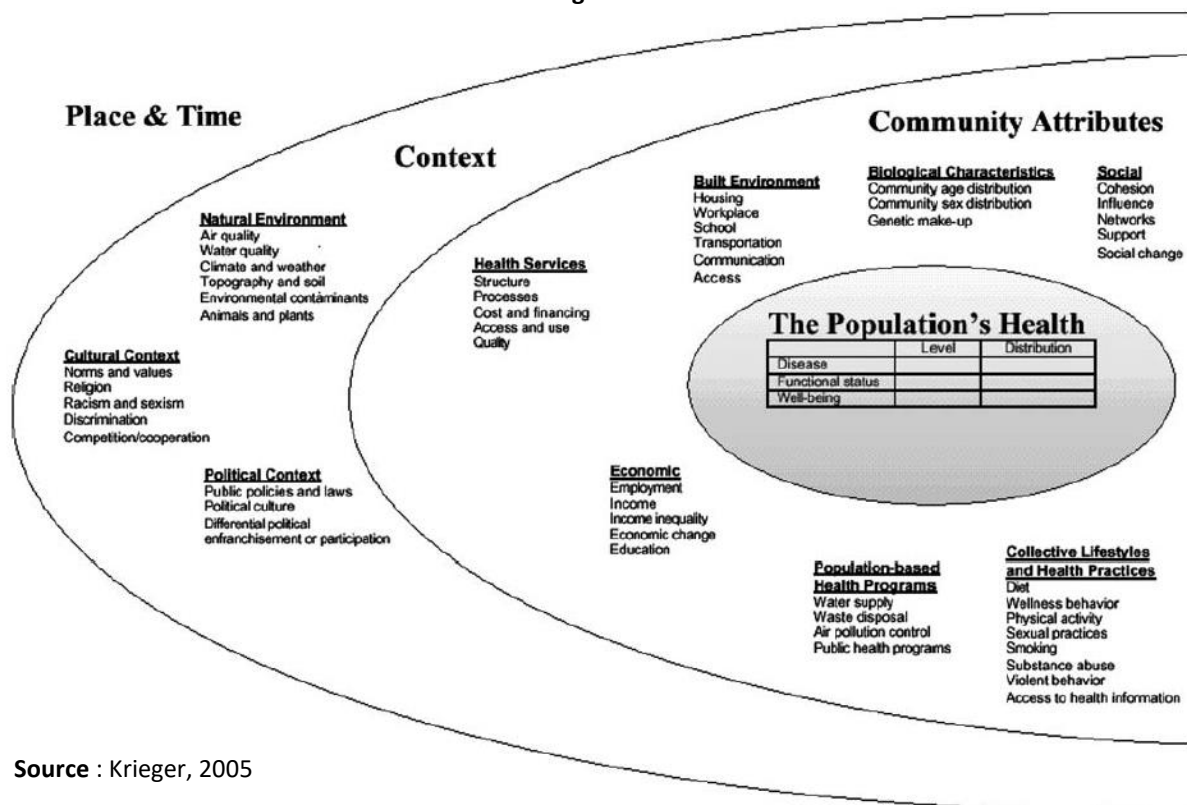 Place & Time
Context
Community Attributes
Natural Environment
Air quality
Water quality
Climate and weather
Topography and soil
Environmental contaminants
Animals and plants
Cultural Context
Norms and values
Religion
Racism and sexism
Discrimination
Competition/cooperation
Political Context
Public policies and laws
Political culture
Differential political
enfranchisement or participation
Health Services
Structure
Processes
Cost and financing
Access and use
Quality
Built Environment
Housing
Workplace
School
Transportation
Communication
Access
Biological Characteristics
Community age distribution
Community sex distribution
Genetic make-up
Social
Cohesion
Influence
Networks
Support
Social change
The Population's Health
Level Distribution
Disease
Functional status
Well-being
Economic
Employment
Income
Income inequality
Economic change
Education
Population-based
Health Programs
Water supply
Waste disposal
Air pollution control
Public health programs
Collective Lifestyles
and Health Practices
Diet
Wellness behavior
Physical activity
Sexual practices
Smoking
Substance abuse
Violent behavior
Access to health information
Source : Krieger, 2005